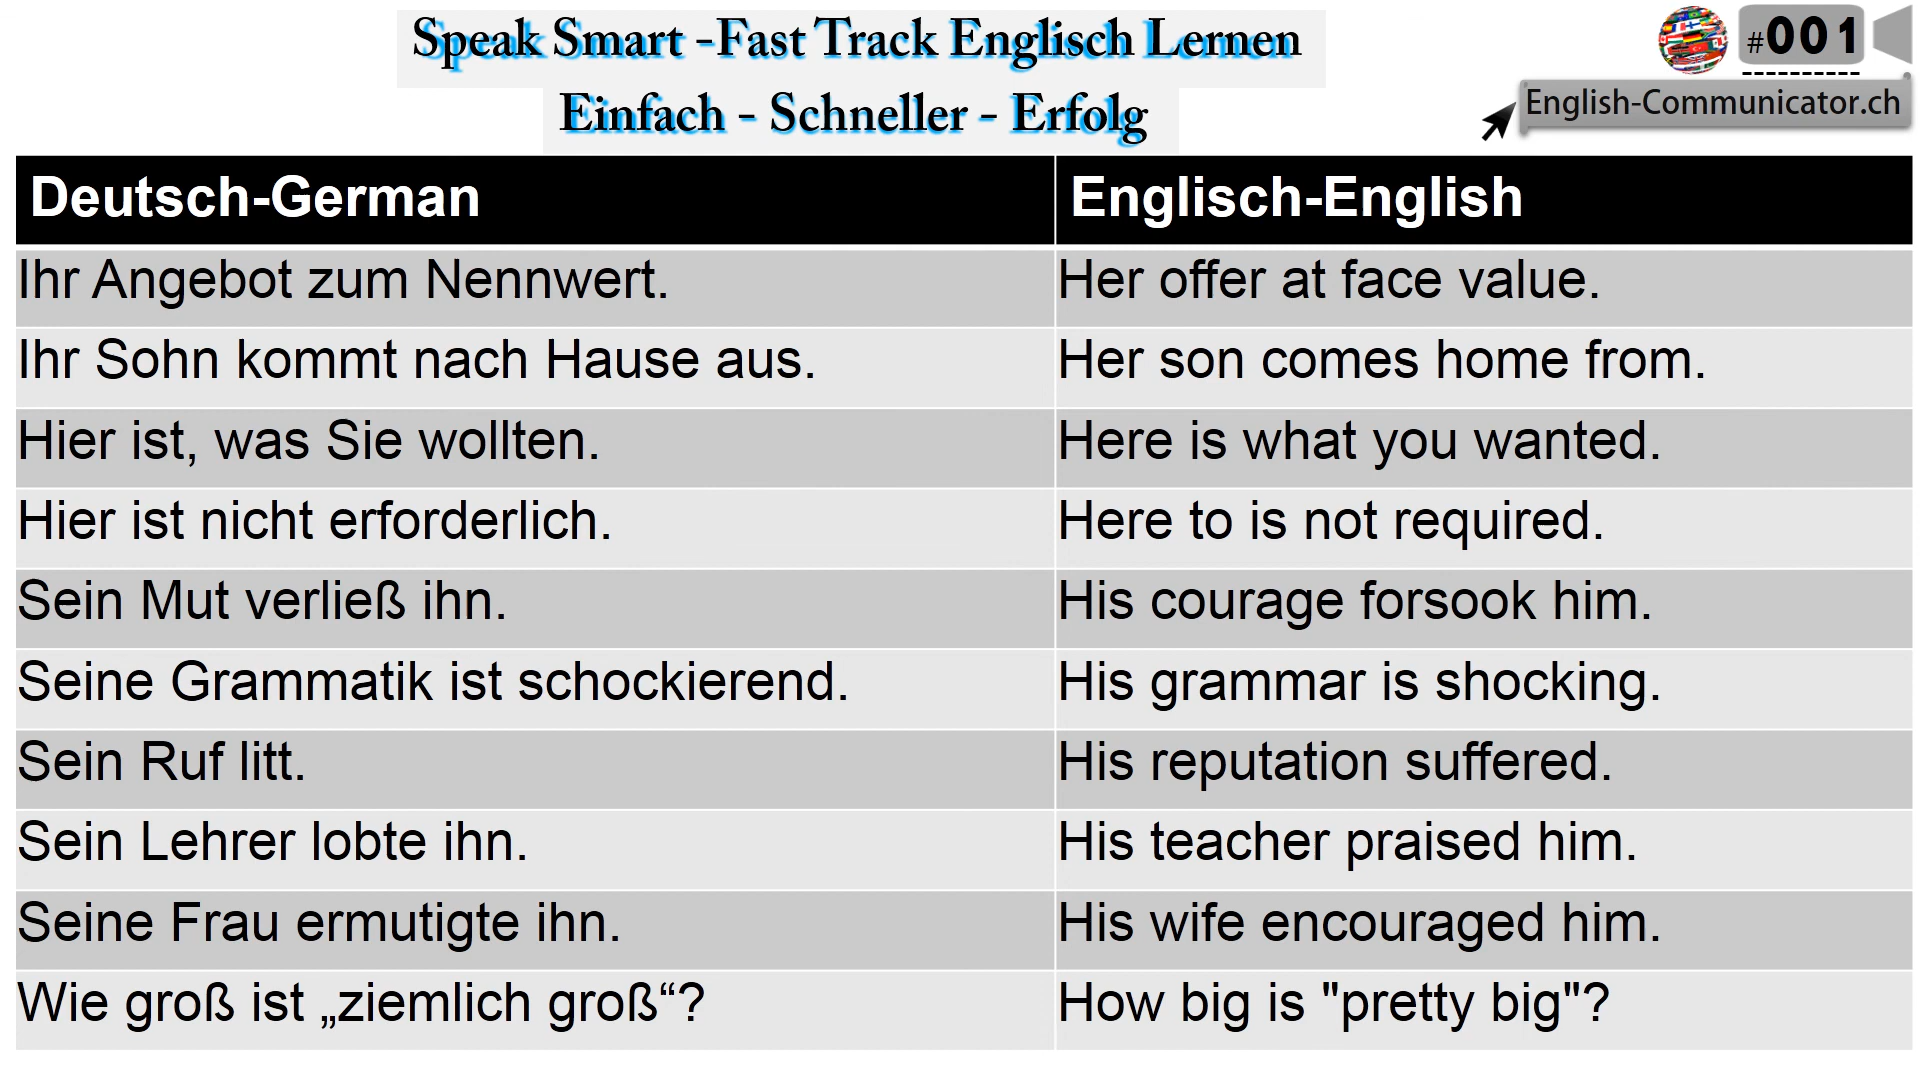 Speak Smart -Fast Track Englisch Lernen
Einfach - Schneller - Erfolg
#001
English-Communicator.ch
Deutsch-German Englisch-English
Ihr Angebot zum Nennwert. Her offer at face value.
Ihr Sohn kommt nach Hause aus. Her son comes home from.
Hier ist, was Sie wollten. Here is what you wanted.
Hier ist nicht erforderlich. Here to is not required.
Sein Mut verließ ihn. His courage forsook him.
Seine Grammatik ist schockierend. His grammar is shocking.
Sein Ruf litt. His reputation suffered.
Sein Lehrer lobte ihn. His teacher praised him.
Seine Frau ermutigte ihn. His wife encouraged him.
Wie groß ist „ziemlich groß“? How big is "pretty big"?